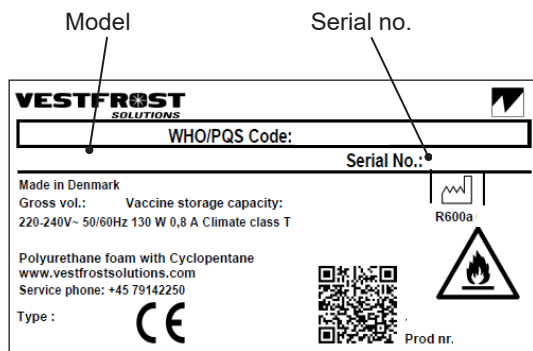 Model Serial no.
VESTFROST
SOLUTIONS
WHO/PQS Code:
Serial No.:
Made in Denmark
Gross vol.: Vaccine storage capacity:
220-240V~ 50/60Hz 130 W 0,8 A Climate class T
R600a
Polyurethane foam with Cyclopentane
www.vestfrostsolutions.com
Service phone: +45 79142250
Type : CE
Prod nr.